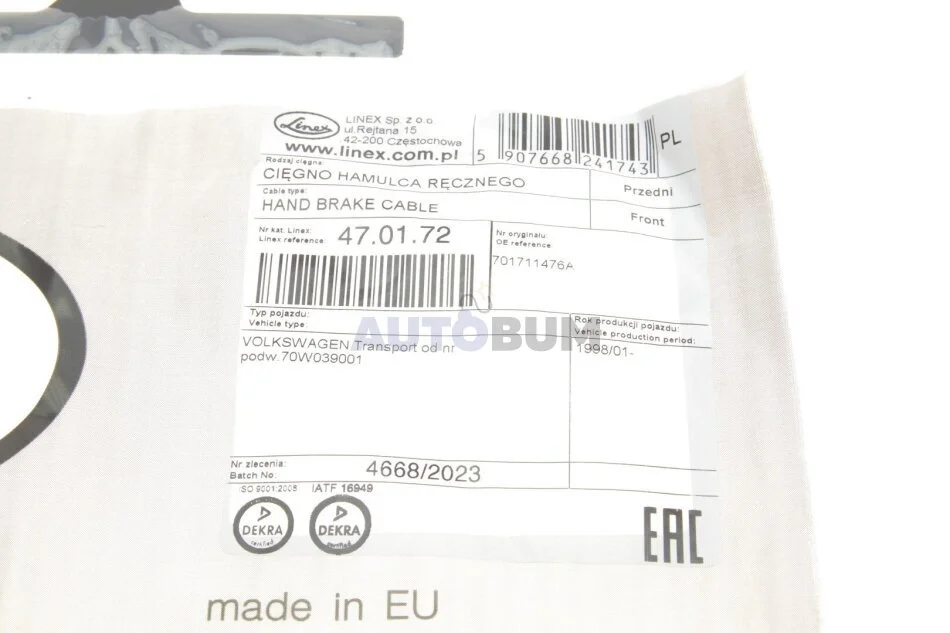 Linex
LINEX Sp. z o.o.
ul.Rejtana 15
42-200 Częstochowa
www.linex.com.pl
5 907668 241743
PL
Rodzaj cięgna:
CIĘGNO HAMULCA RĘCZNEGO
Przedni
Cable type:
HAND BRAKE CABLE
Front
Nr kat. Linex:
Linex reference
47.01.72
Nr oryginału:
OE reference
701711476A
Typ pojazdu:
Vehicle type:
Rok produkcji pojazdu:
Vehicle production period:
AUTOBUM
VOLKSWAGEN Transport od nr
podw.70W039001
1998/01-
Nr zlecenia:
Batch No:
4668/2023
ISO 9001:2008
IATF 16949
DEKRA
certified
DEKRA
certified
EAC
made in EU